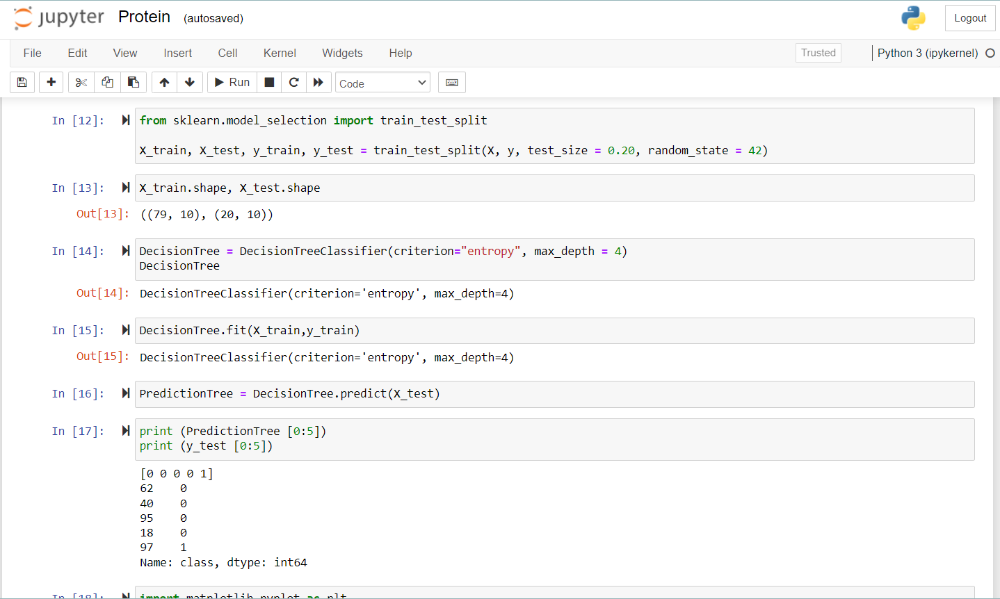 jupyter Protein (autosaved)
Logout
File Edit View Insert Cell Kernel Widgets Help
Trusted
Python 3 (ipykernel)
Run
Code
In [12]: from sklearn.model_selection import train_test_split
X_train, X_test, y_train, y_test = train_test_split(X, y, test_size = 0.20, random_state = 42)
In [13]: X_train.shape, X_test.shape
Out[13]: ((79, 10), (20, 10))
In [14]: DecisionTree = DecisionTreeClassifier(criterion="entropy", max_depth = 4)
DecisionTree
Out[14]: DecisionTreeClassifier(criterion='entropy', max_depth=4)
In [15]: DecisionTree.fit(X_train,y_train)
Out[15]: DecisionTreeClassifier(criterion='entropy', max_depth=4)
In [16]: PredictionTree = DecisionTree.predict(X_test)
In [17]: print (PredictionTree [0:5])
print (y_test [0:5])
[0 0 0 0 1]
62    0
40    0
95    0
18    0
97    1
Name: class, dtype: int64
In [18]: import matplotlib.pyplot as plt